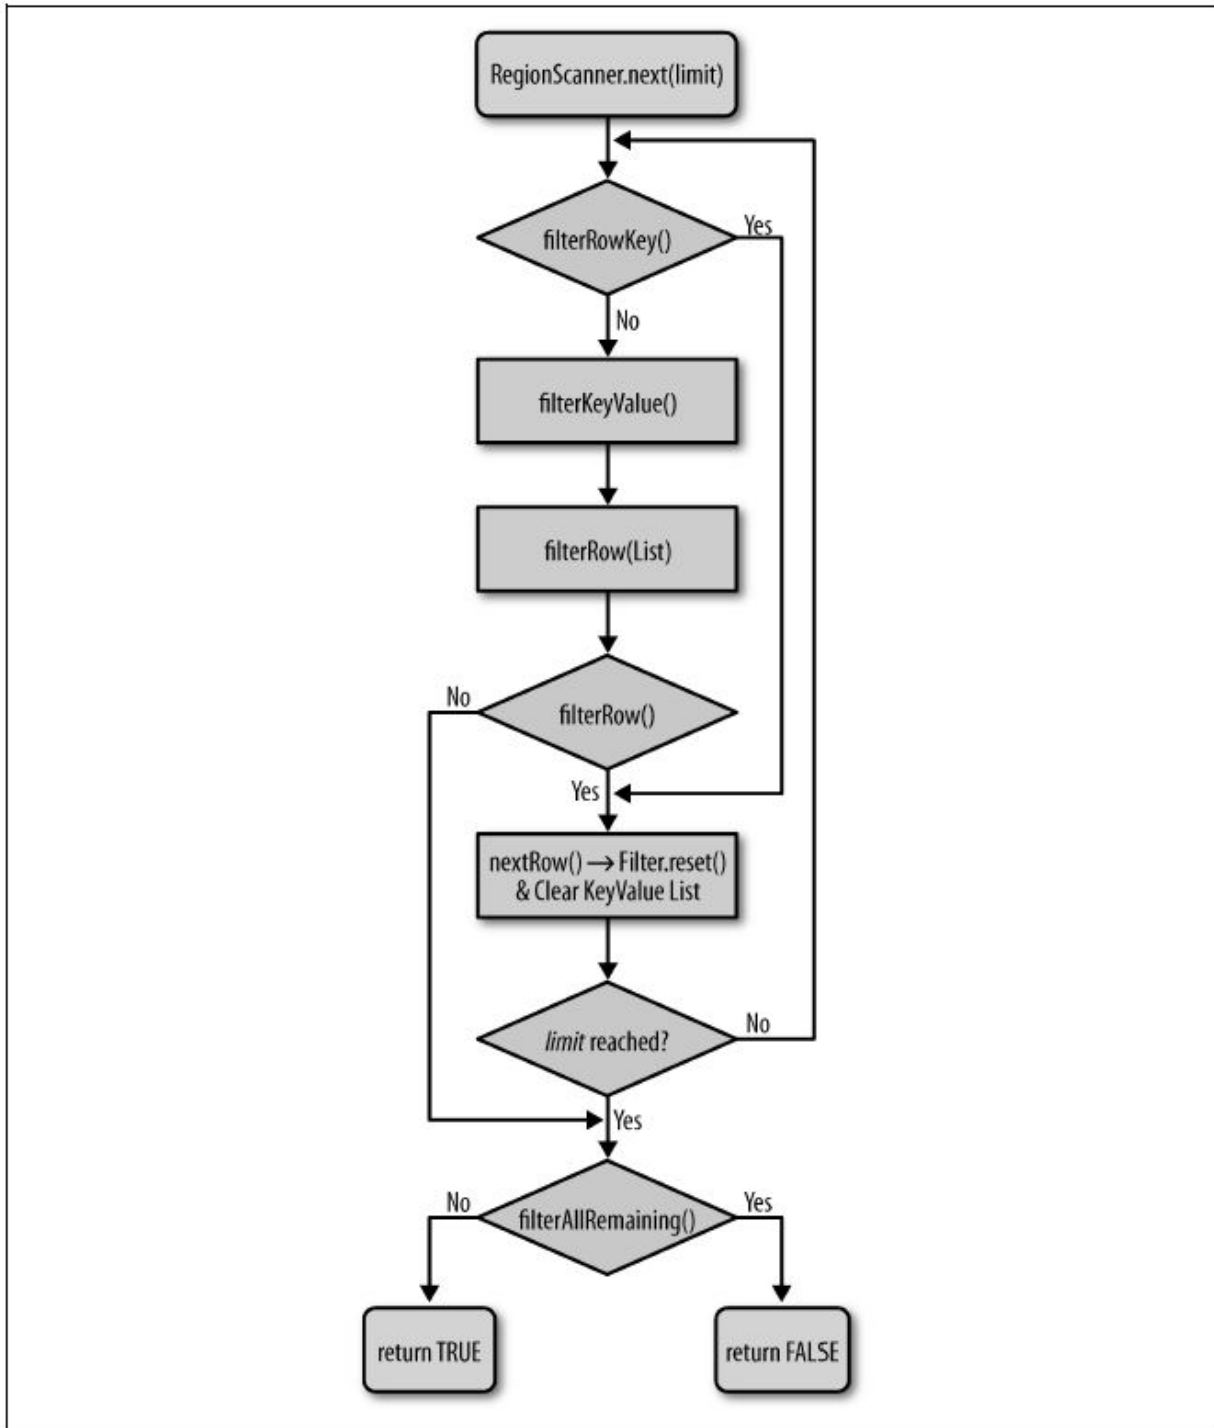 RegionScanner.next(limit)
filterRowKey()
Yes
No
filterKeyValue()
filterRow(List)
No
filterRow()
Yes
nextRow() → Filter.reset()
& Clear KeyValue List
limit reached?
No
Yes
No
filterAllRemaining()
Yes
return TRUE
return FALSE